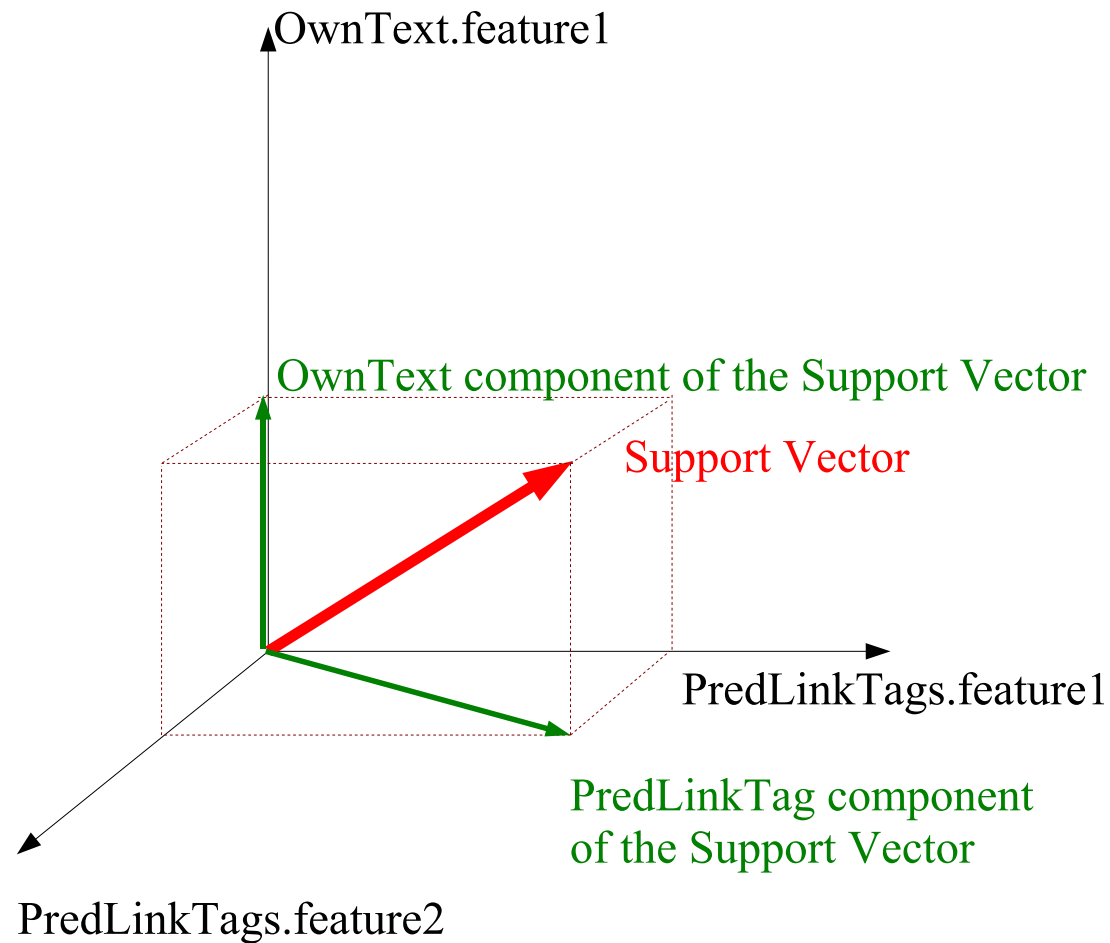 OwnText.feature1
OwnText component of the Support Vector
Support Vector
PredLinkTags.feature1
PredLinkTag component
of the Support Vector
PredLinkTags.feature2